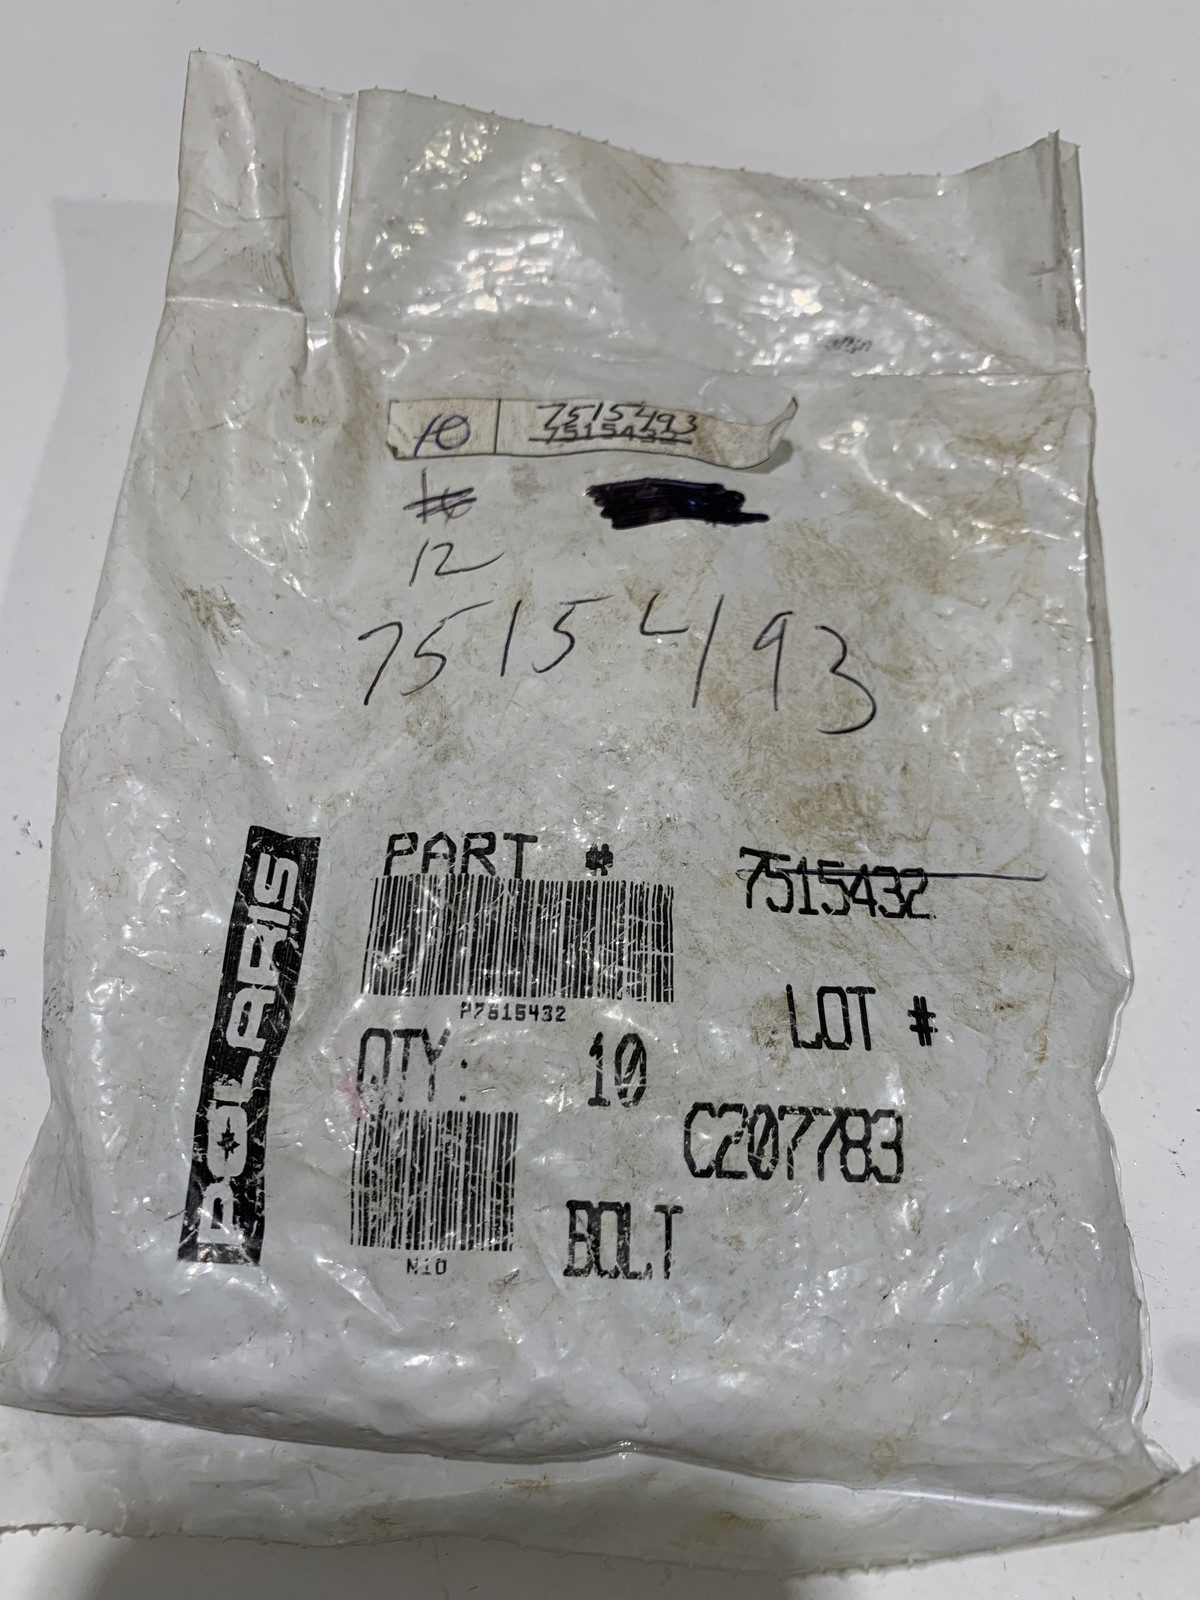 10 7515493
7515432
12
7515493
POLARIS
PART # 7515432
P7515432
LOT #
QTY: 10
C207783
BOLT
N10